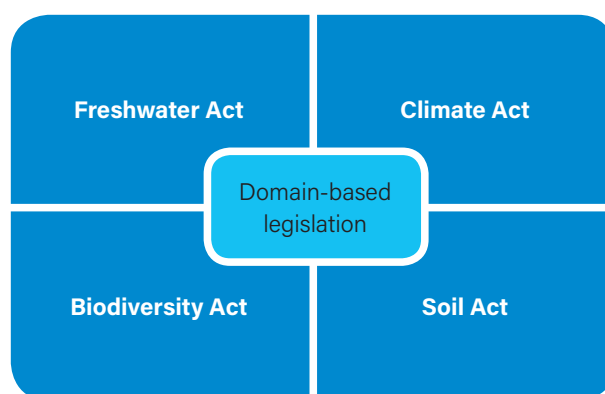 Freshwater Act
Climate Act
Domain-based
legislation
Biodiversity Act
Soil Act